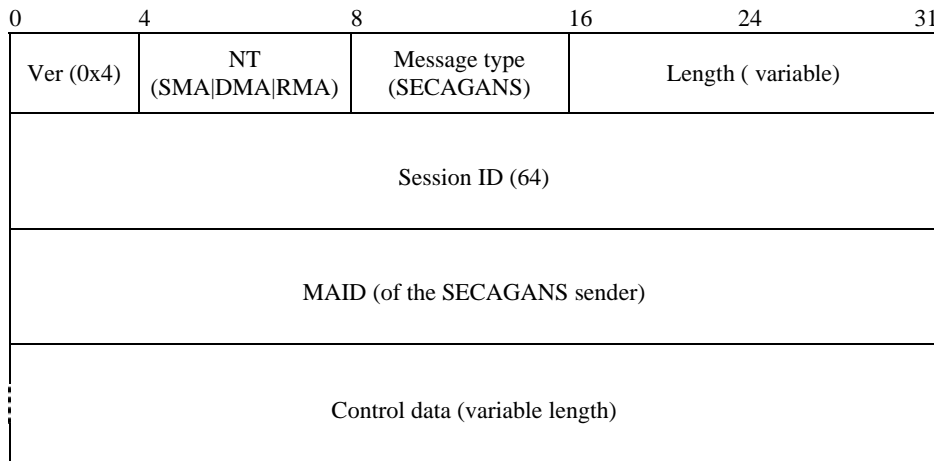 0 4 8 16 24 31
Ver (0x4)
NT
(SMA|DMA|RMA)
Message type
(SECAGANS)
Length ( variable)
Session ID (64)
MAID (of the SECAGANS sender)
Control data (variable length)